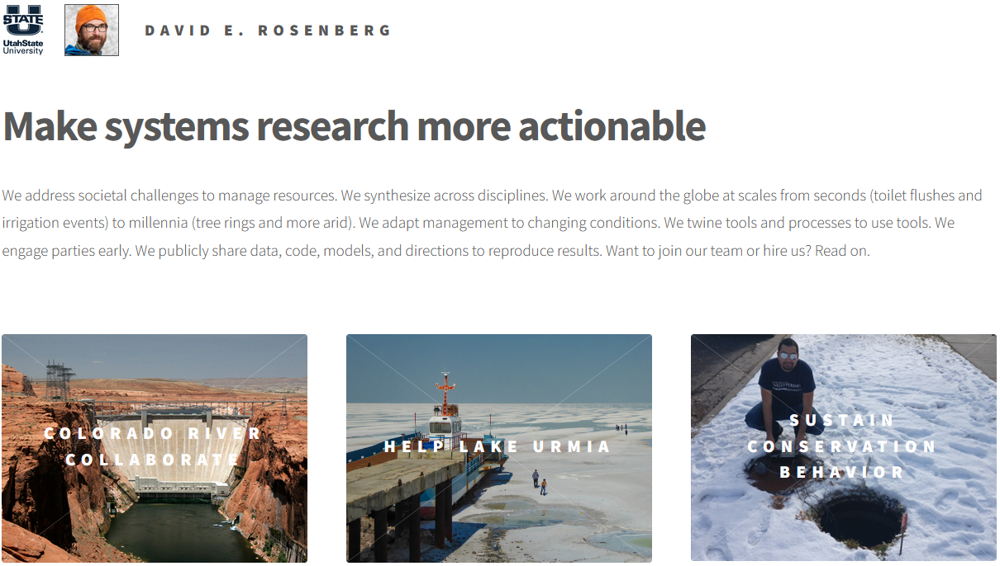 STATE
UtahState
University
DAVID E. ROSENBERG
Make systems research more actionable
We address societal challenges to manage resources. We synthesize across disciplines. We work around the globe at scales from seconds (toilet flushes and
irrigation events) to millennia (tree rings and more arid). We adapt management to changing conditions. We twine tools and processes to use tools. We
engage parties early. We publicly share data, code, models, and directions to reproduce results. Want to join our team or hire us? Read on.
COLORADO RIVER
COLLABORATE
HELP LAKE URMIA
SUSTAIN
CONSERVATION
BEHAVIOR